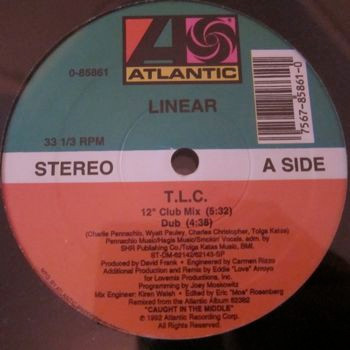 0-85861
ATLANTIC
LINEAR
7567-85861-0
33 1/3 RPM
STEREO
A SIDE
T.L.C.
12" Club Mix (5:32)
Dub (4:38)
(Charlie Pennachio, Wyatt Pauley, Charles Christopher, Tolga Katas)
Pennachio Music/Hagis Music/Smokin' Vocals, adm. by
SHR Publishing Co./Tolga Katas Music, BMI.
ST-DM-62142/62143-SP
Produced by David Frank • Engineered by Carmen Rizzo
Additional Production and Remix by Eddie "Love" Arroyo
for Lovemix Productions, Inc.
Programming by Joey Moskowitz
Mix Engineer: Kiren Walsh • Edited by Eric "Mos" Rosenberg
Remixed from the Atlantic Album 82382
"CAUGHT IN THE MIDDLE"
℗ © 1992 Atlantic Recording Corp.
All Rights Reserved.